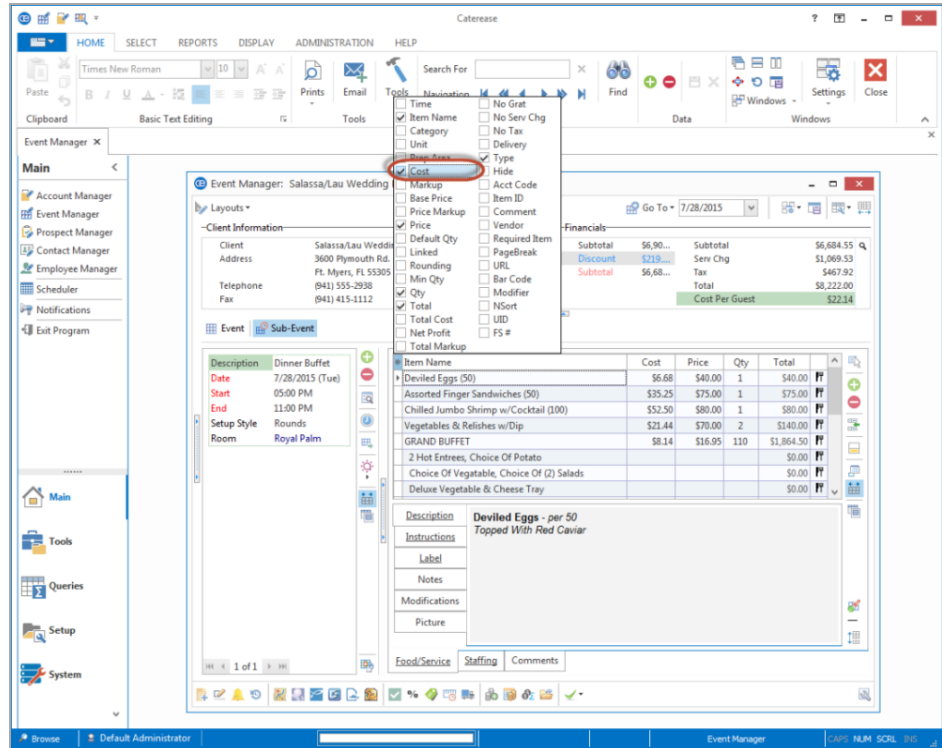 Caterease
HOME SELECT REPORTS DISPLAY ADMINISTRATION HELP
Times New Roman 10
Search For
Paste Prints Email Tools Navigation Find Windows Settings Close
Clipboard Basic Text Editing Tools Data Windows
Event Manager X
Main
Account Manager
Event Manager
Prospect Manager
Contact Manager
Employee Manager
Scheduler
Notifications
Exit Program
Main
Tools
Queries
Setup
System
Time
Item Name
Category
Unit
Prep Area
Cost
Markup
Base Price
Price Markup
Price
Default Qty
Linked
Rounding
Min Qty
Qty
Total
Total Cost
Net Profit
Total Markup
No Grat
No Serv Chg
No Tax
Delivery
Type
Hide
Acct Code
Item ID
Comment
Vendor
Required Item
PageBreak
URL
Bar Code
Modifier
NSort
UID
FS #
Event Manager: Salassa/Lau Wedding
Layouts
Go To 7/28/2015
Client Information
Client Salassa/Lau Weddin
Address 3600 Plymouth Rd.
Ft. Myers, FL 55305
Telephone (941) 555-2938
Fax (941) 415-1112
Financials
Subtotal $6,90...
Discount $219....
Subtotal $6,68...
Subtotal $6,684.55
Serv Chg $1,069.53
Tax $467.92
Total $8,222.00
Cost Per Guest $22.14
Event Sub-Event
Description Dinner Buffet
Date 7/28/2015 (Tue)
Start 05:00 PM
End 11:00 PM
Setup Style Rounds
Room Royal Palm
1 of 1
Item Name Cost Price Qty Total
Deviled Eggs (50) $6.68 $40.00 1 $40.00
Assorted Finger Sandwiches (50) $35.25 $75.00 1 $75.00
Chilled Jumbo Shrimp w/Cocktail (100) $52.50 $80.00 1 $80.00
Vegetables & Relishes w/Dip $21.44 $70.00 2 $140.00
GRAND BUFFET $8.14 $16.95 110 $1,864.50
2 Hot Entrees, Choice Of Potato $0.00
Choice Of Vegatable, Choice Of (2) Salads $0.00
Deluxe Vegetable & Cheese Tray $0.00
Description
Instructions
Label
Notes
Modifications
Picture
Deviled Eggs - per 50
Topped With Red Caviar
Food/Service Staffing Comments
Browse Default Administrator Event Manager CAPS NUM SCRL INS